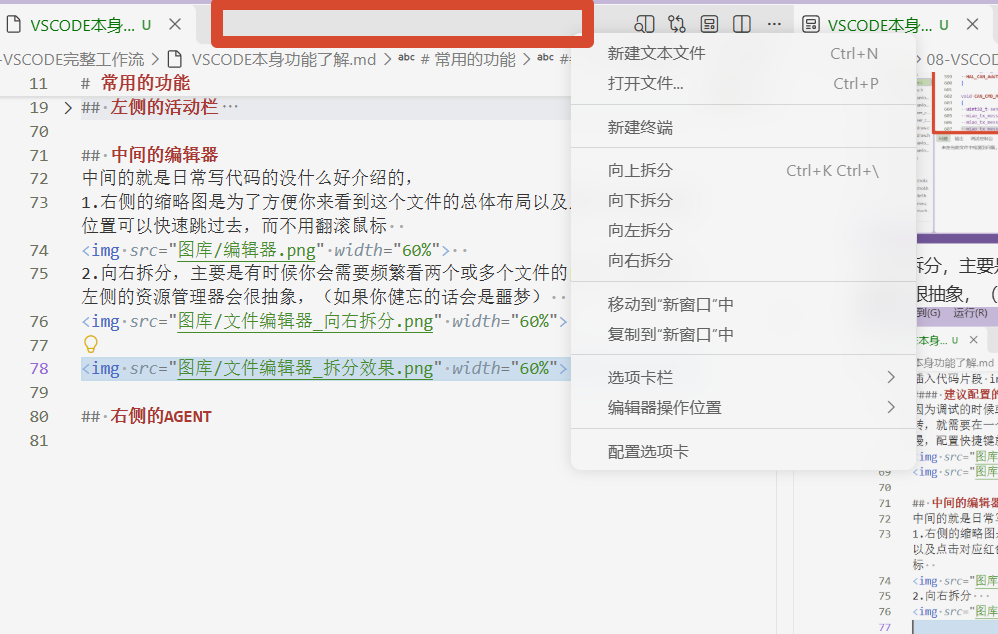 VSCODE本身... U
VSCODE本身... U
-VSCODE完整工作流 > VSCODE本身功能了解.md > abc # 常用的功能 > abc #
> 08-VSCOD
11 # 常用的功能
19 ## 左侧的活动栏 ...
70
71 ## 中间的编辑器
72 中间的就是日常写代码的没什么好介绍的，
73 1.右侧的缩略图是为了方便你来看到这个文件的总体布局以及
位置可以快速跳过去，而不用翻滚鼠标··
74 <img·src="图库/编辑器.png"·width="60%">··
75 2.向右拆分，主要是有时候你会需要频繁看两个或多个文件的
左侧的资源管理器会很抽象，（如果你健忘的话会是噩梦）··
76 <img·src="图库/文件编辑器_向右拆分.png"·width="60%">
77
78 <img·src="图库/文件编辑器_拆分效果.png"·width="60%">
79
80 ## 右侧的AGENT
81
新建文本文件 Ctrl+N
打开文件... Ctrl+P
新建终端
向上拆分 Ctrl+K Ctrl+\
向下拆分
向左拆分
向右拆分
移动到“新窗口”中
复制到“新窗口”中
选项卡栏
编辑器操作位置
配置选项卡
拆分，主要是
很抽象，（
到(G) 运行(R)
本身... U
本身功能了解.md
插入代码片段
#### 建议配置的
因为调试的时候
转，就需要在一
慢，配置快捷键
<img·src="图库
69 <img·src="图库
70
71 ## 中间的编辑器
72 中间的就是日常写
73 1.右侧的缩略图
以及点击对应红
标··
74 <img·src="图库
75 2.向右拆分···
76 <img·src="图库
77